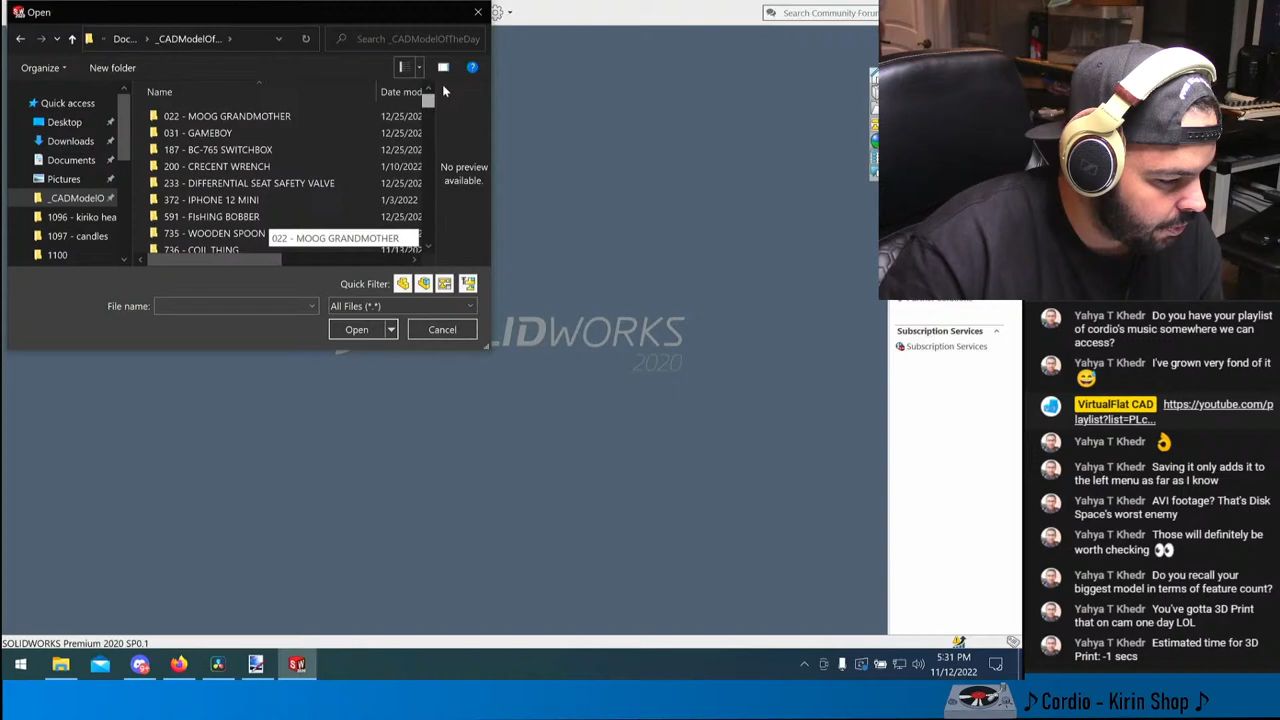 Open
Search Community Forum
Doc...
_CADModelOf...
Search _CADModelOfTheDay
Organize
New folder
Name
Date mod
Quick access
Desktop
Downloads
Documents
Pictures
_CADModelO
1096 - kiriko hea
1097 - candles
1100
022 - MOOG GRANDMOTHER
12/25/202
031 - GAMEBOY
12/25/202
187 - BC-765 SWITCHBOX
12/25/202
200 - CRECENT WRENCH
1/10/2022
233 - DIFFERENTIAL SEAT SAFETY VALVE
12/25/202
372 - IPHONE 12 MINI
1/3/2022
591 - FISHING BOBBER
12/25/202
735 - WOODEN SPOON
022 - MOOG GRANDMOTHER
736 - COIL THING
11/13/202
No preview
available.
Quick Filter:
File name:
All Files (*.*)
Open
Cancel
LIDWORKS
2020
Subscription Services
Subscription Services
Yahya T Khedr Do you have your playlist
of cordio's music somewhere we can
access?
Yahya T Khedr I've grown very fond of it
VirtualFlat CAD https://youtube.com/p
laylist?list=PLc...
Yahya T Khedr
Yahya T Khedr Saving it only adds it to
the left menu as far as I know
Yahya T Khedr AVI footage? That's Disk
Space's worst enemy
Yahya T Khedr Those will definitely be
worth checking
Yahya T Khedr Do you recall your
biggest model in terms of feature count?
Yahya T Khedr You've gotta 3D Print
that on cam one day LOL
Yahya T Khedr Estimated time for 3D
Print: -1 secs
SOLIDWORKS Premium 2020 SP0.1
5:31 PM
11/12/2022
♪ Cordio - Kirin Shop ♪